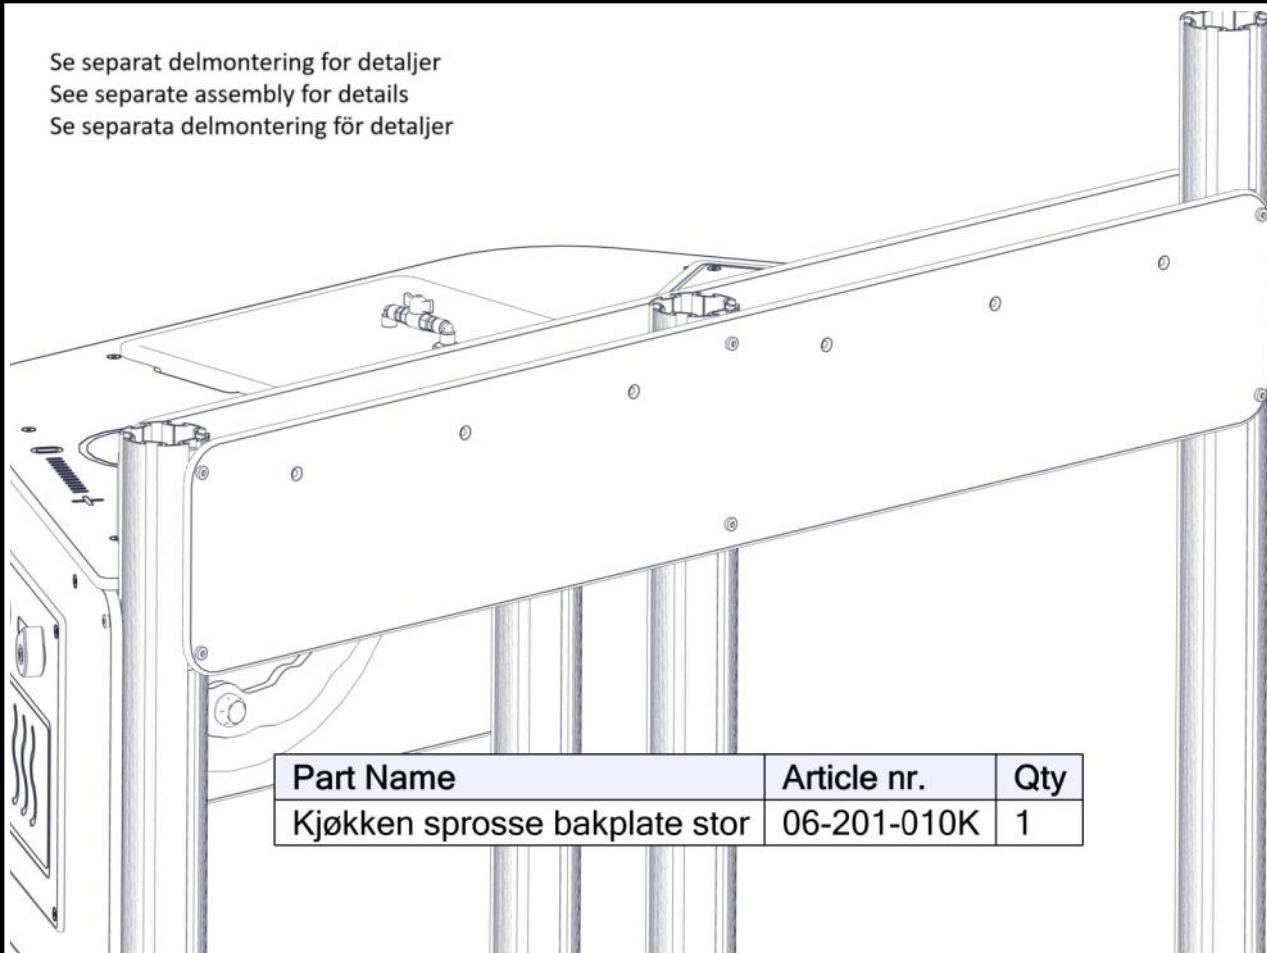 Se separat delmontering for detaljer
See separate assembly for details
Se separata delmontering för detaljer
Part Name Article nr. Qty
Kjøkken sprosse bakplate stor 06-201-010K 1